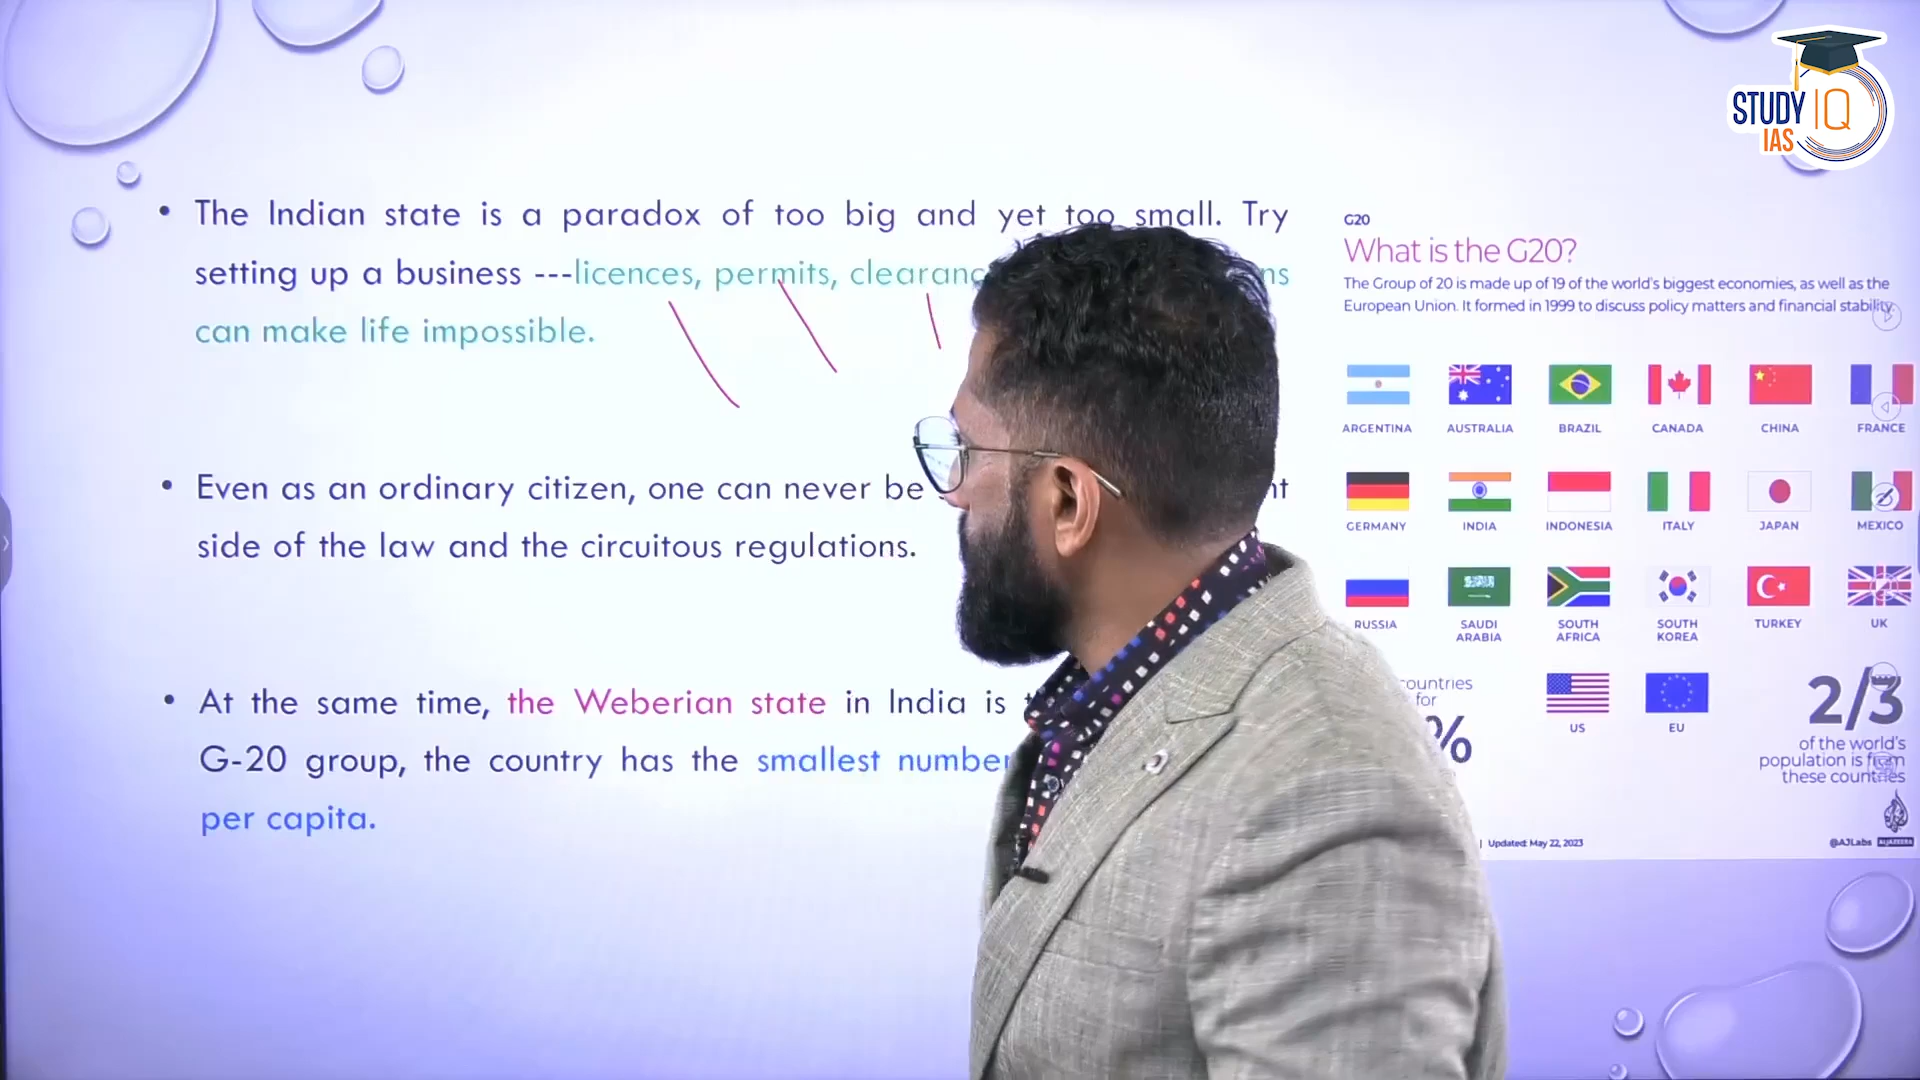 STUDY IQ
IAS
• The Indian state is a paradox of too big and yet too small. Try
setting up a business ---licences, permits,
can make life impossible.
• Even as an ordinary citizen, one can never be
side of the law and the circuitous regulations.
• At the same time, the Weberian state in India is
G-20 group, the country has the smallest number
per capita.
G20
What is the G20?
The Group of 20 is made up of 19 of the world's biggest economies, as well as the
European Union. It formed in 1999 to discuss policy matters and financial stability.
ARGENTINA AUSTRALIA BRAZIL CANADA CHINA FRANCE
GERMANY INDIA INDONESIA ITALY JAPAN MEXICO
RUSSIA SAUDI ARABIA SOUTH AFRICA SOUTH KOREA TURKEY UK
US EU
countries
for
%
2/3
of the world's
population is from
these countries
Updated: May 22, 2023
@AJLabs ALJAZEERA